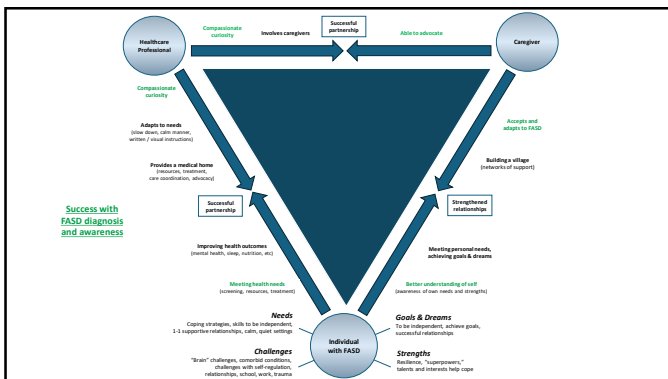 Healthcare
Professional
Compassionate
curiosity
Involves caregivers
Successful
partnership
Able to advocate
Caregiver
Compassionate
curiosity
Adapts to needs
(slow down, calm manner,
written / visual instructions)
Provides a medical home
(resources, treatment,
care coordination, advocacy)
Successful
partnership
Accepts and
adapts to FASD
Building a village
(networks of support)
Strengthened
relationships
Success with
FASD diagnosis
and awareness
Improving health outcomes
(mental health, sleep, nutrition, etc)
Meeting health needs
(screening, resources, treatment)
Meeting personal needs,
achieving goals & dreams
Better understanding of self
(awareness of own needs and strengths)
Needs
Coping strategies, skills to be independent,
1-1 supportive relationships, calm, quiet settings
Challenges
"Brain" challenges, comorbid conditions,
challenges with self-regulation,
relationships, school, work, trauma
Individual
with FASD
Goals & Dreams
To be independent, achieve goals,
successful relationships
Strengths
Resilience, "superpowers,"
talents and interests help cope